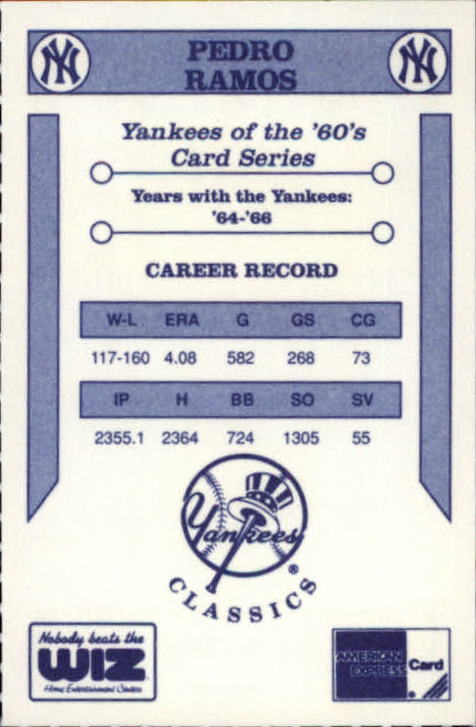 NY PEDRO NY
RAMOS
Yankees of the '60's
Card Series
Years with the Yankees:
'64-'66
CAREER RECORD
W-L ERA G GS CG
117-160 4.08 582 268 73
IP H BB SO SV
2355.1 2364 724 1305 55
Yankees
CLASSICS®
Nobody beats the
WIZ
Home Entertainment Centers
AMERICAN
EXPRESS
®
Card